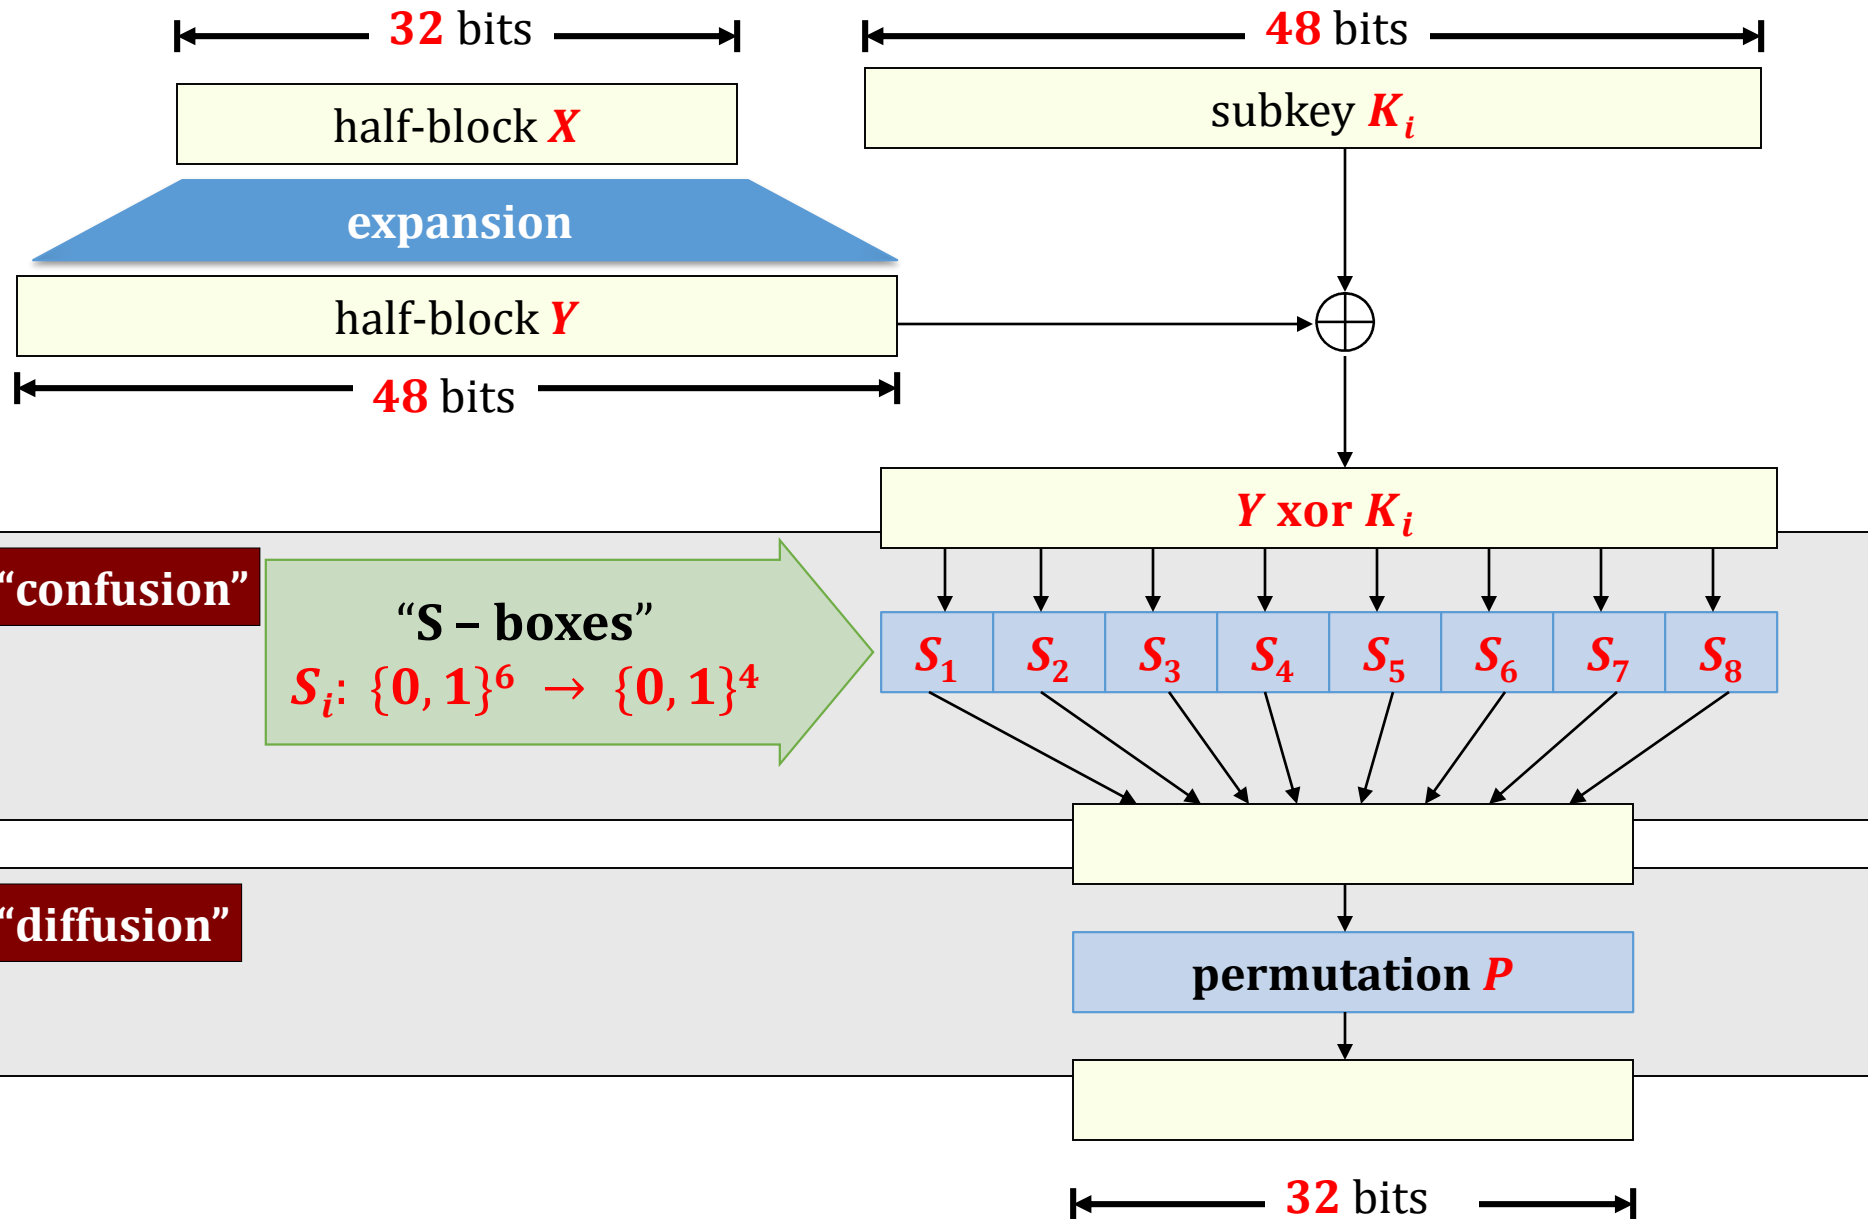 32 bits
48 bits
half-block X
subkey Kᵢ
expansion
half-block Y
48 bits
Y xor Kᵢ
“confusion”
“S – boxes”
Sᵢ: {0, 1}⁶ → {0, 1}⁴
S₁ S₂ S₃ S₄ S₅ S₆ S₇ S₈
“diffusion”
permutation P
32 bits